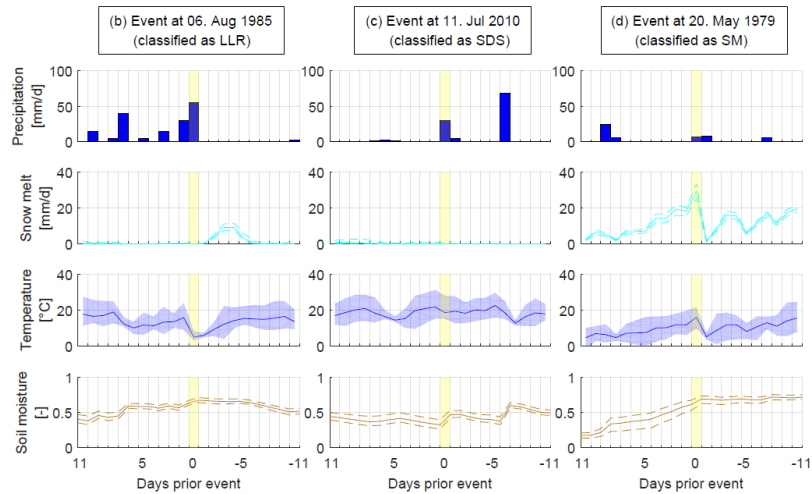 (b) Event at 06. Aug 1985
(classified as LLR)
(c) Event at 11. Jul 2010
(classified as SDS)
(d) Event at 20. May 1979
(classified as SM)
Precipitation
[mm/d]
100
50
0
100
50
0
100
50
0
Snow melt
[mm/d]
40
20
0
40
20
0
40
20
0
Temperature
[°C]
40
20
0
40
20
0
40
20
0
Soil moisture
[-]
1
0.5
0
1
0.5
0
1
0.5
0
11 5 0 -5 -11
11 5 0 -5 -11
11 5 0 -5 -11
Days prior event
Days prior event
Days prior event